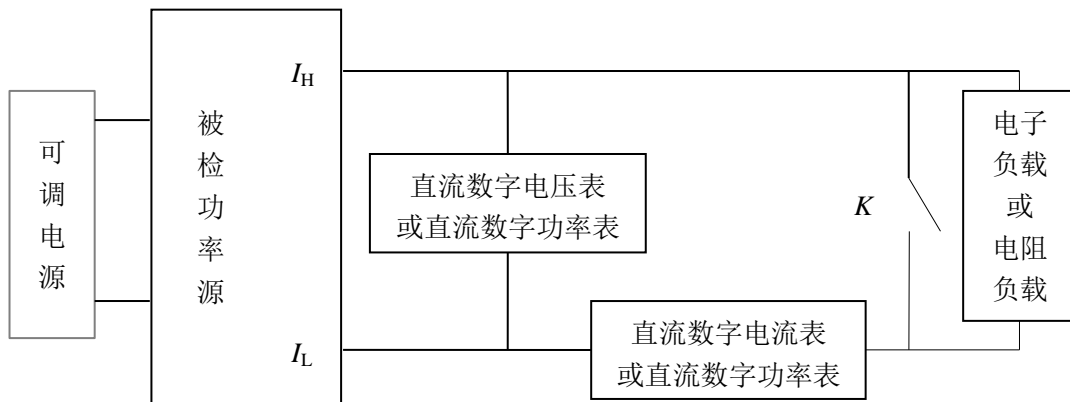 可调电源
被检功率源
I_H
I_L
直流数字电压表
或直流数字功率表
直流数字电流表
或直流数字功率表
K
电子
负载
或
电阻
负载